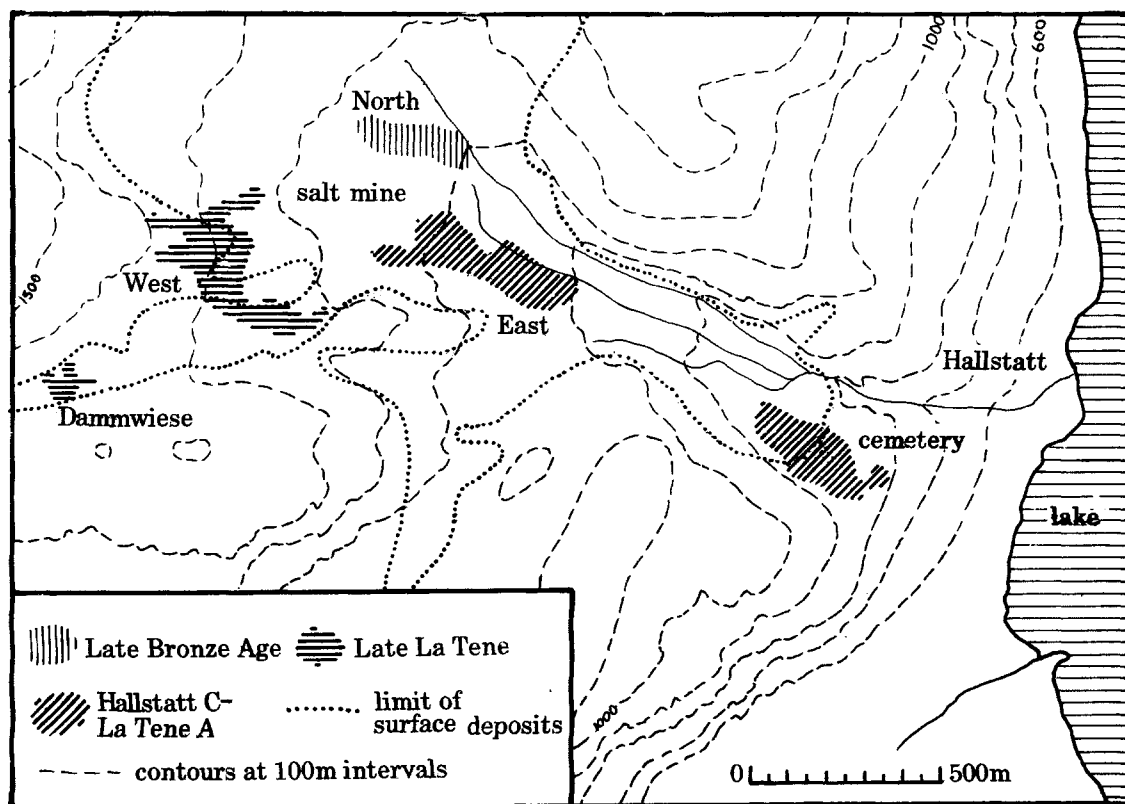 1000
600
North
salt mine
1500
West
East
Hallstatt
Dammwiese
cemetery
lake
Late Bronze Age
Late La Tene
Hallstatt C-
La Tene A
limit of
surface deposits
contours at 100m intervals
1000
0 500m